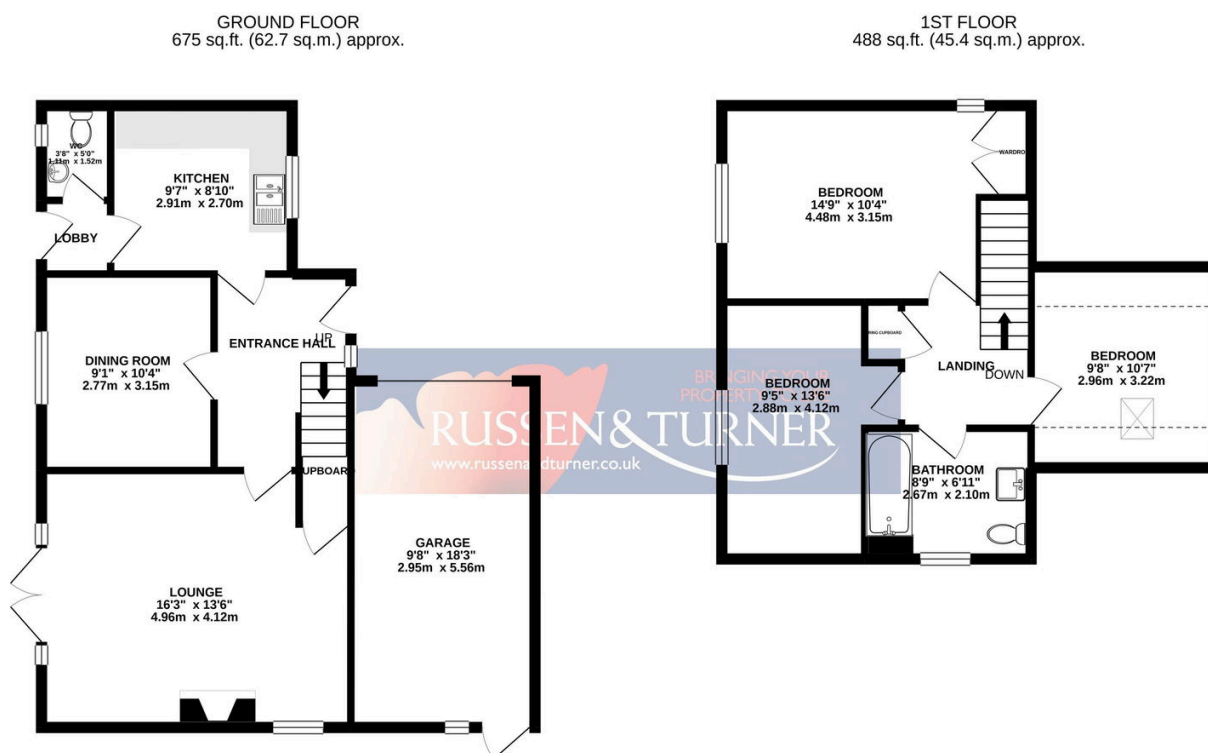 GROUND FLOOR
675 sq.ft. (62.7 sq.m.) approx.
WC
3'8" x 5'0"
1.11m x 1.52m
KITCHEN
9'7" x 8'10"
2.91m x 2.70m
LOBBY
DINING ROOM
9'1" x 10'4"
2.77m x 3.15m
ENTRANCE HALL
UP
UPBOARD
LOUNGE
16'3" x 13'6"
4.96m x 4.12m
GARAGE
9'8" x 18'3"
2.95m x 5.56m
1ST FLOOR
488 sq.ft. (45.4 sq.m.) approx.
BEDROOM
14'9" x 10'4"
4.48m x 3.15m
WARDRO
RING CUPBOARD
LANDING
DOWN
BEDROOM
9'8" x 10'7"
2.96m x 3.22m
BEDROOM
9'5" x 13'6"
2.88m x 4.12m
BATHROOM
8'9" x 6'11"
2.67m x 2.10m
BRINGING YOUR
PROPERTY
RUSSEN & TURNER
www.russenandturner.co.uk